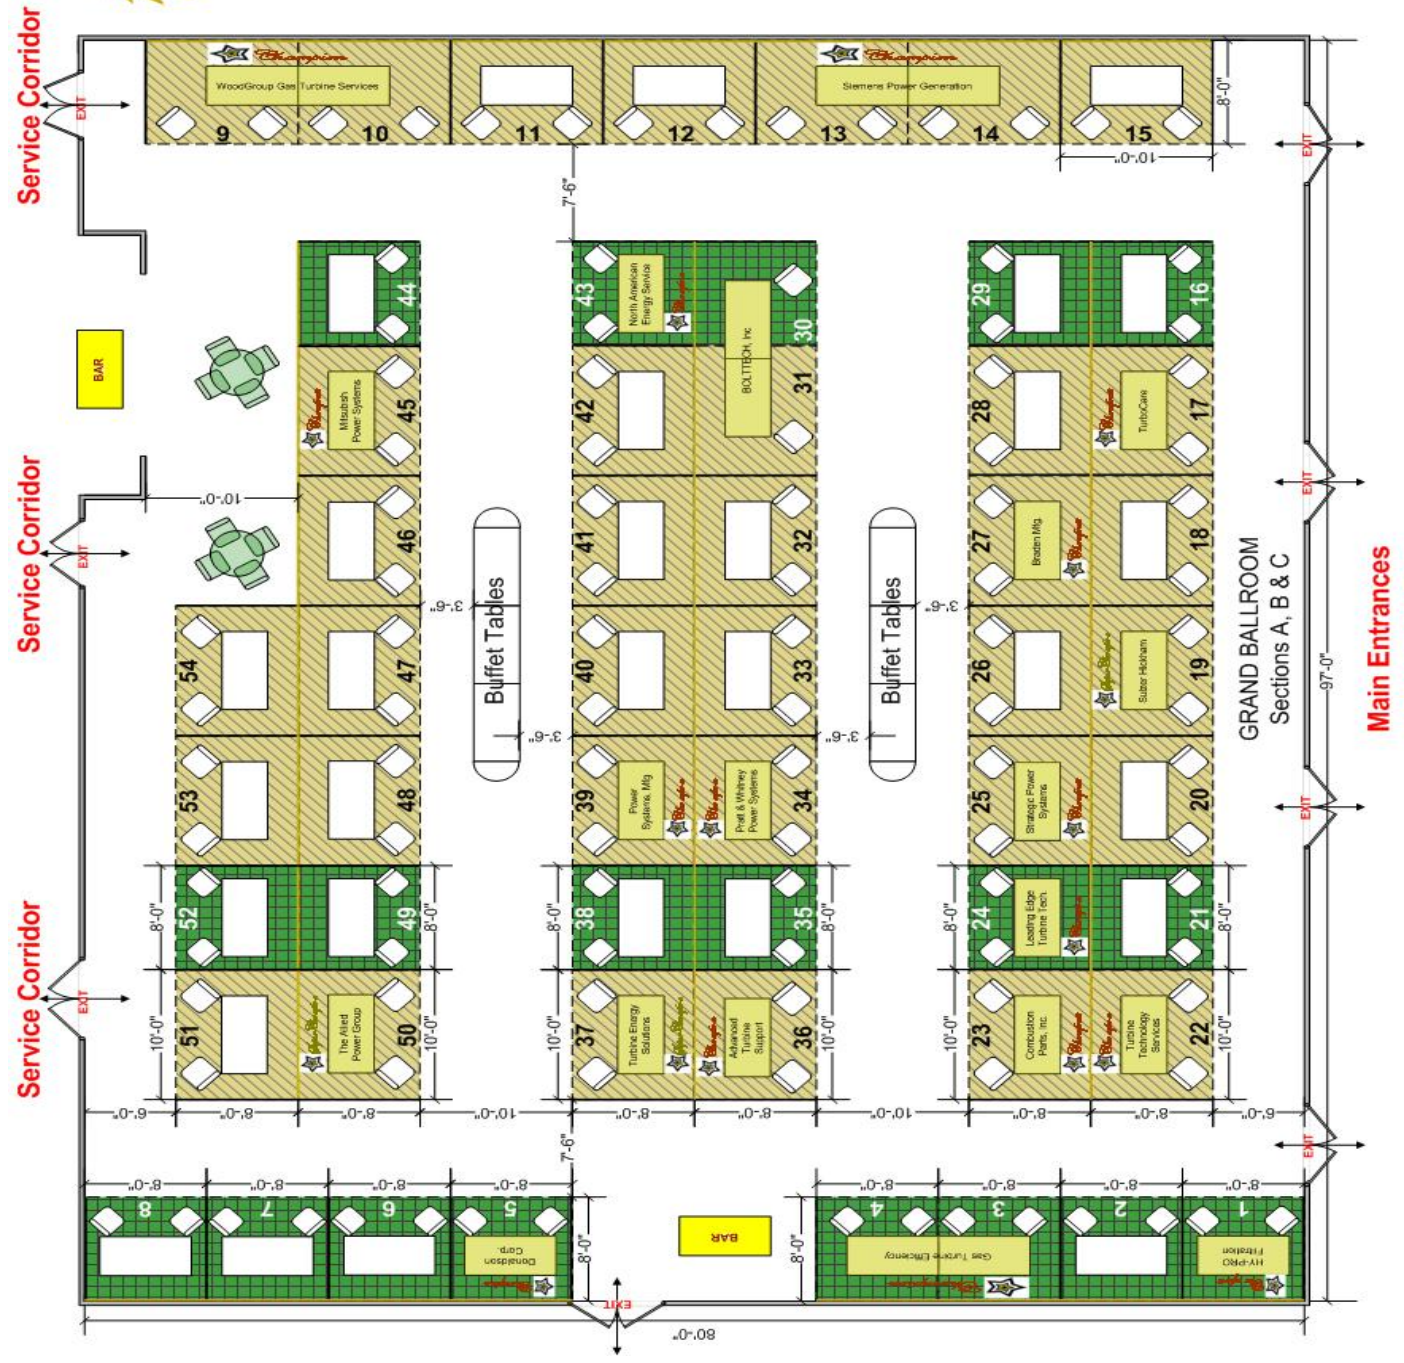 Service Corridor
Service Corridor
Service Corridor
EXIT
EXIT
EXIT
WoodGroup Gas Turbine Services
Champion
9
10
11
12
Siemens Power Generation
Champion
13
14
15
8'-0"
10'-0"
7'-6"
EXIT
BAR
10'-0"
44
Mitsubishi
Power Systems
45
46
54
47
53
48
52
49
51
The Allied
Power Group
50
3'-6"
Buffet Tables
3'-6"
43
North American
Energy Service
30
BOLTTECH, Inc
42
31
41
32
40
33
39
Power
Systems, Mfg
Pratt & Whitney
Power Systems
34
38
35
37
Turbine Energy
Solutions
Advanced
Turbine
Support
36
3'-6"
Buffet Tables
3'-6"
29
16
28
TurboCare
17
27
Braden Mfg.
18
26
Sulzer Hickham
19
25
Strategic Power
Systems
20
24
Leading Edge
Turbine Tech.
21
23
Combustion
Parts, Inc.
Turbine
Technology
Services
22
GRAND BALLROOM
Sections A, B & C
EXIT
EXIT
97'-0"
Main Entrances
8'-0"
8'-0"
8'-0"
8'-0"
8'-0"
8'-0"
10'-0"
10'-0"
10'-0"
10'-0"
10'-0"
10'-0"
6'-0"
8'-0"
8'-0"
10'-0"
8'-0"
8'-0"
10'-0"
8'-0"
8'-0"
6'-0"
EXIT
7'-6"
8'-0"
8'-0"
8'-0"
8'-0"
8'-0"
8'-0"
8
7
6
5
Donaldson
Corp.
8'-0"
BAR
8'-0"
4
3
Gas Turbine Efficiency
Champion
2
1
HY-PRO
Filtration
EXIT
80'-0"